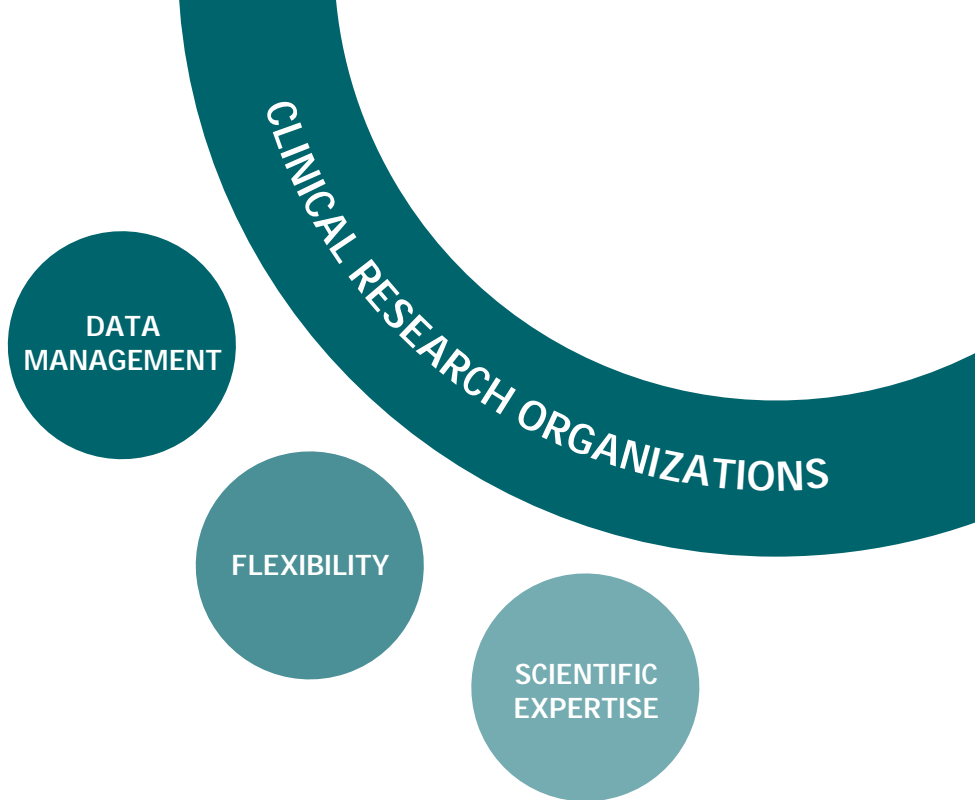 CLINICAL RESEARCH ORGANIZATIONS
DATA
MANAGEMENT
FLEXIBILITY
SCIENTIFIC
EXPERTISE